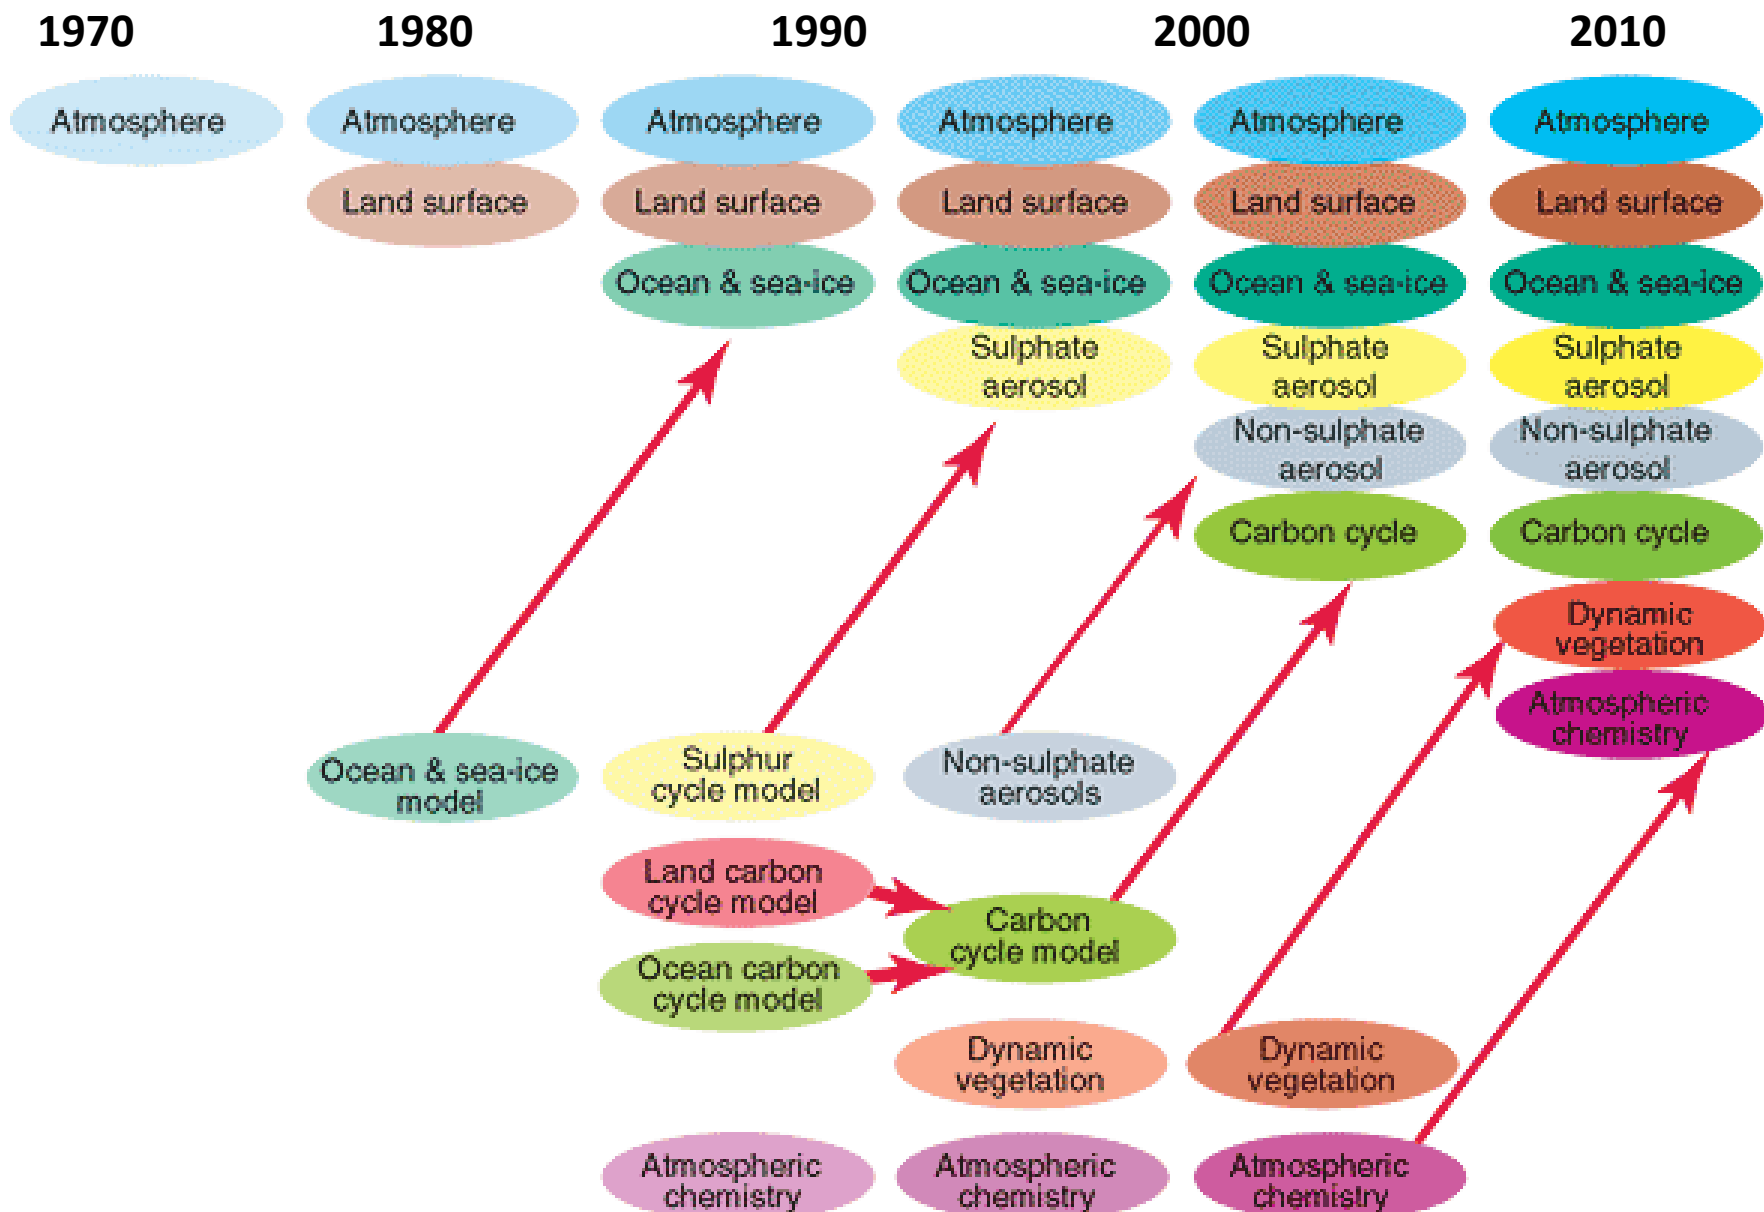 1970 1980 1990 2000 2010
Atmosphere Atmosphere Atmosphere Atmosphere Atmosphere Atmosphere
Land surface Land surface Land surface Land surface Land surface
Ocean & sea-ice Ocean & sea-ice Ocean & sea-ice Ocean & sea-ice
Sulphate Sulphate Sulphate
aerosol aerosol aerosol
Non-sulphate Non-sulphate
aerosol aerosol
Carbon cycle Carbon cycle
Dynamic
vegetation
Atmospheric
chemistry
Ocean & sea-ice
model
Sulphur
cycle model
Non-sulphate
aerosols
Land carbon
cycle model
Carbon
cycle model
Ocean carbon
cycle model
Dynamic Dynamic
vegetation vegetation
Atmospheric Atmospheric Atmospheric
chemistry chemistry chemistry